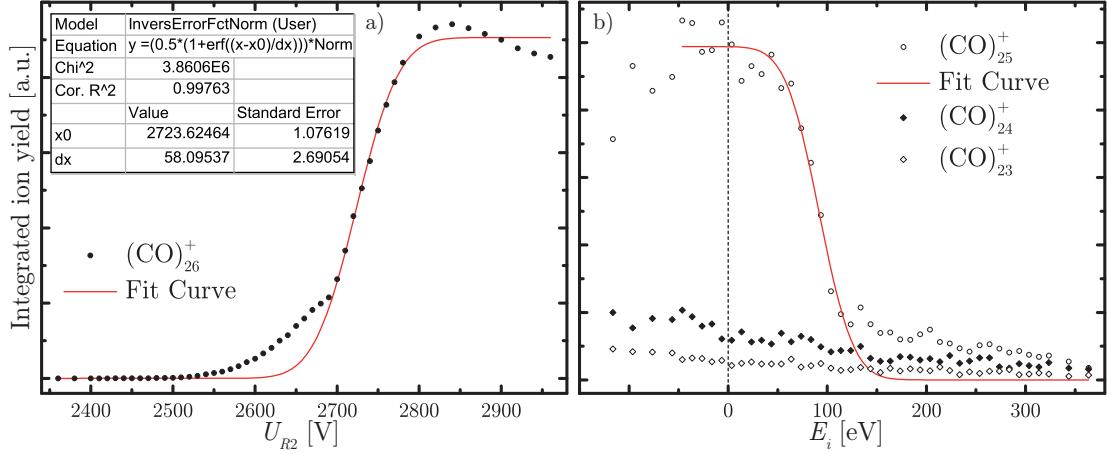 Integrated ion yield [a.u.]
a)
Model InversErrorFctNorm (User)
Equation y =(0.5*(1+erf((x-x0)/dx)))*Norm
Chi^2 3.8606E6
Cor. R^2 0.99763
Value Standard Error
x0 2723.62464 1.07619
dx 58.09537 2.69054
(CO)₂₆⁺
Fit Curve
2400 2500 2600 2700 2800 2900
U_R2 [V]
b)
(CO)₂₅⁺
Fit Curve
(CO)₂₄⁺
(CO)₂₃⁺
0 100 200 300
E_i [eV]